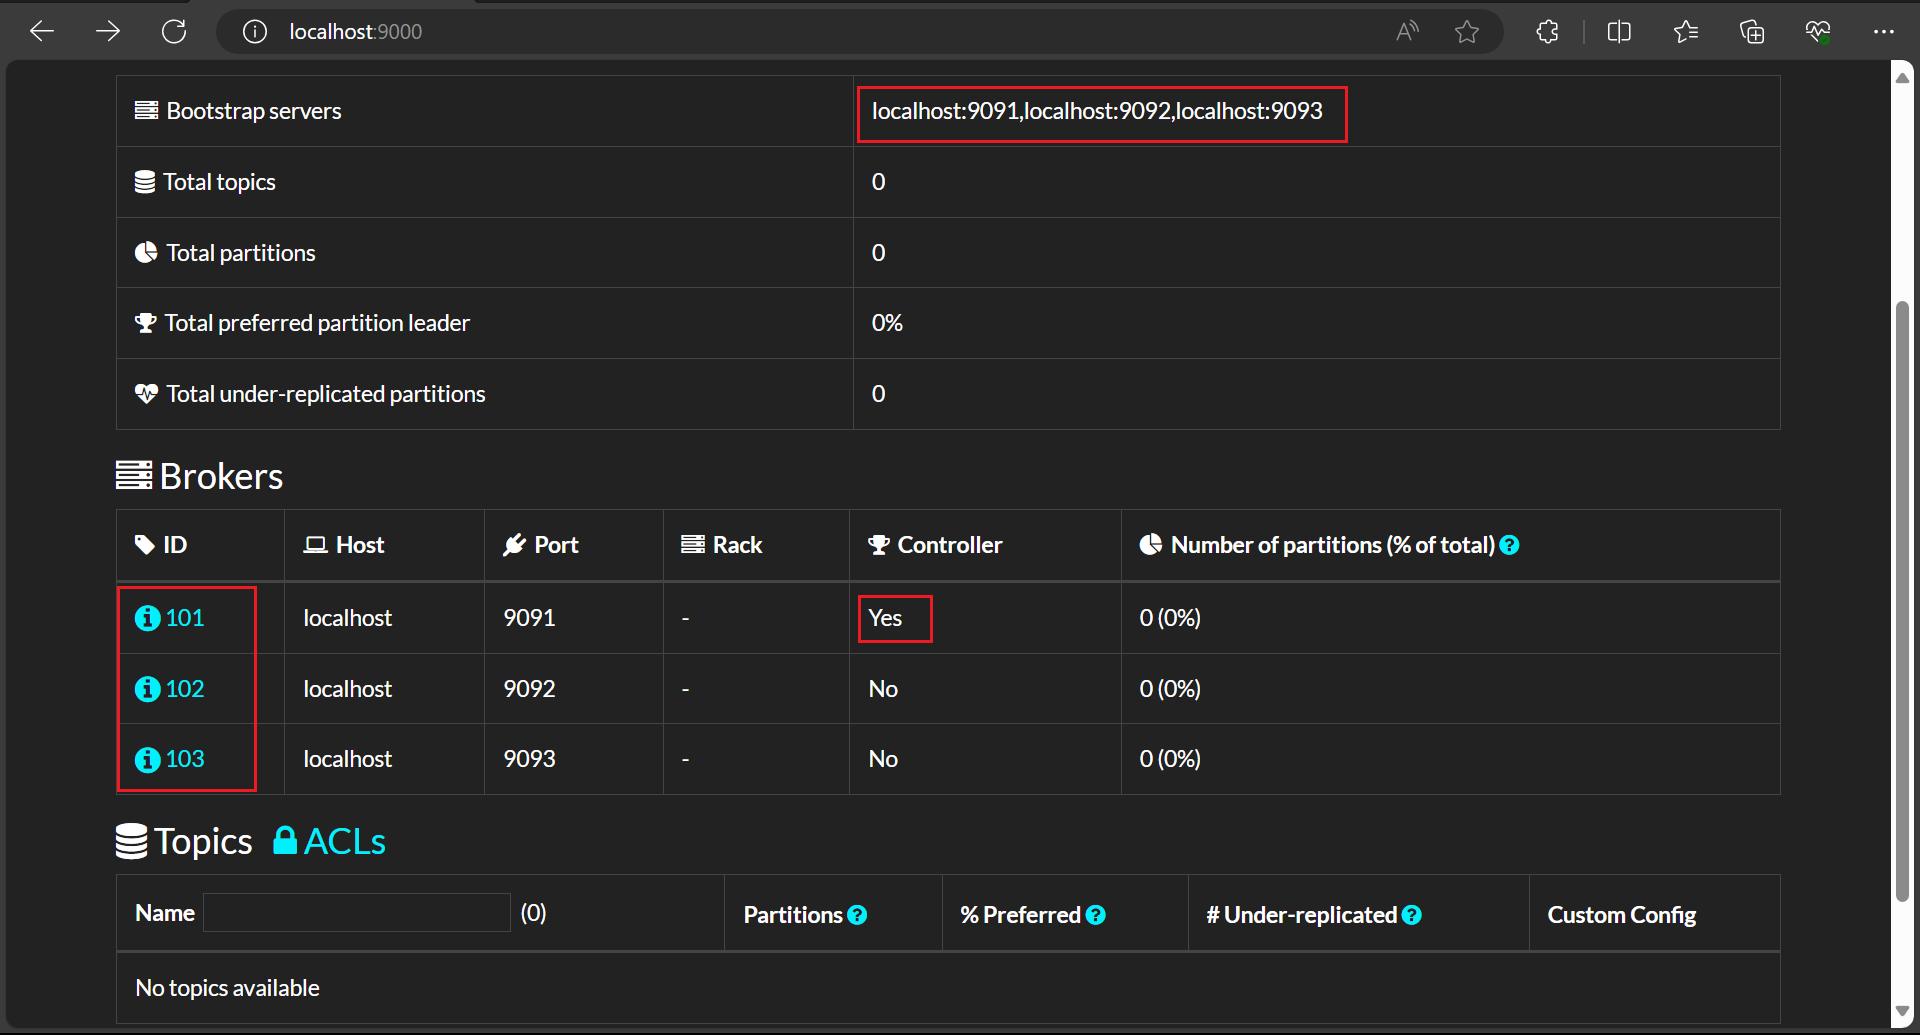 localhost:9000
Bootstrap servers localhost:9091,localhost:9092,localhost:9093
Total topics 0
Total partitions 0
Total preferred partition leader 0%
Total under-replicated partitions 0
Brokers
ID Host Port Rack Controller Number of partitions (% of total)
101 localhost 9091 - Yes 0 (0%)
102 localhost 9092 - No 0 (0%)
103 localhost 9093 - No 0 (0%)
Topics ACLs
Name (0) Partitions % Preferred # Under-replicated Custom Config
No topics available